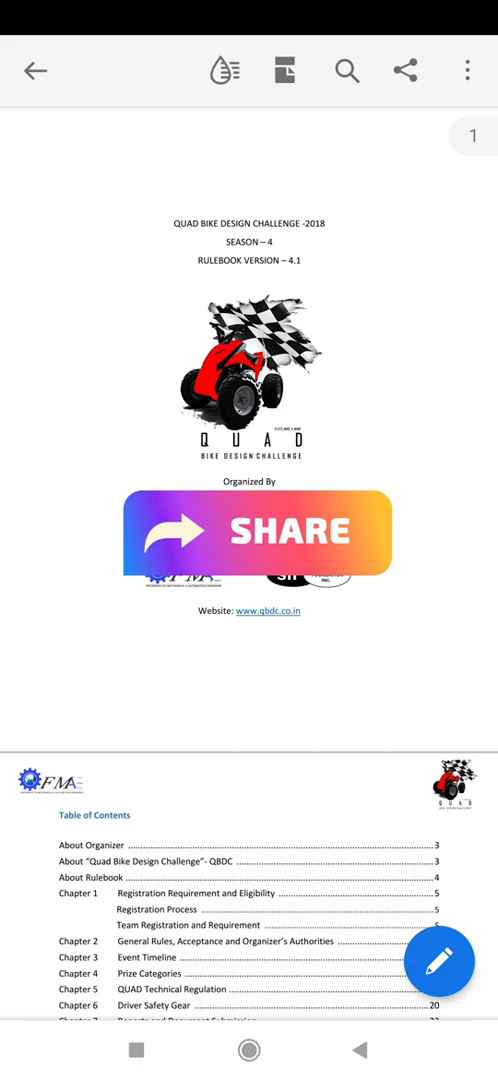 1
QUAD BIKE DESIGN CHALLENGE -2018
SEASON – 4
RULEBOOK VERSION – 4.1
Q U A D
BIKE DESIGN CHALLENGE
Organized By
SHARE
Website: www.qbdc.co.in
FMAE
Q U A D
Table of Contents
About Organizer 3
About “Quad Bike Design Challenge”- QBDC 3
About Rulebook 4
Chapter 1 Registration Requirement and Eligibility 5
Registration Process 5
Team Registration and Requirement 5
Chapter 2 General Rules, Acceptance and Organizer’s Authorities
Chapter 3 Event Timeline
Chapter 4 Prize Categories
Chapter 5 QUAD Technical Regulation
Chapter 6 Driver Safety Gear 20